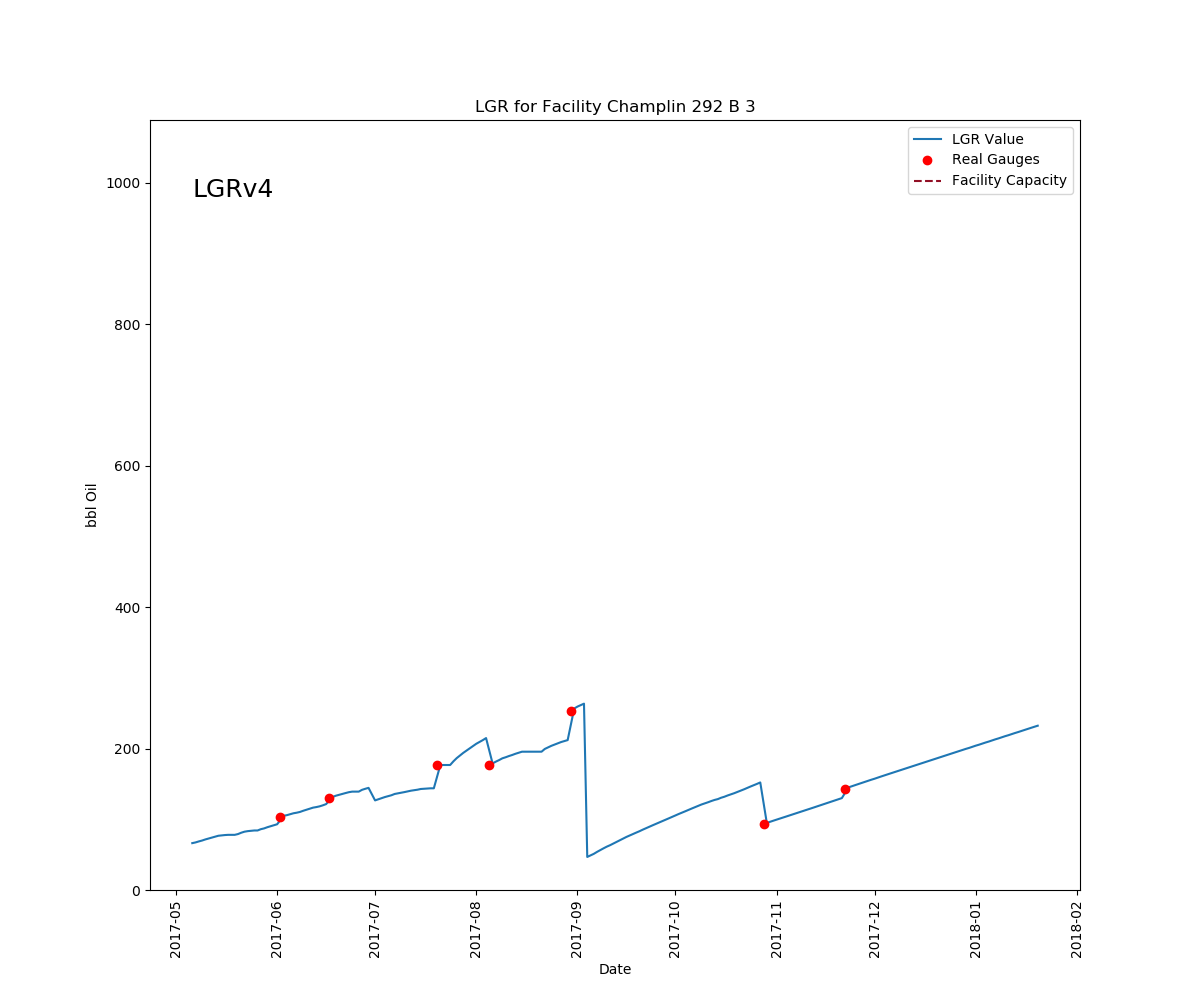 LGR for Facility Champlin 292 B 3
LGR Value
Real Gauges
Facility Capacity
LGRv4
1000
800
600
400
200
0
bbl Oil
2017-05
2017-06
2017-07
2017-08
2017-09
2017-10
2017-11
2017-12
2018-01
2018-02
Date